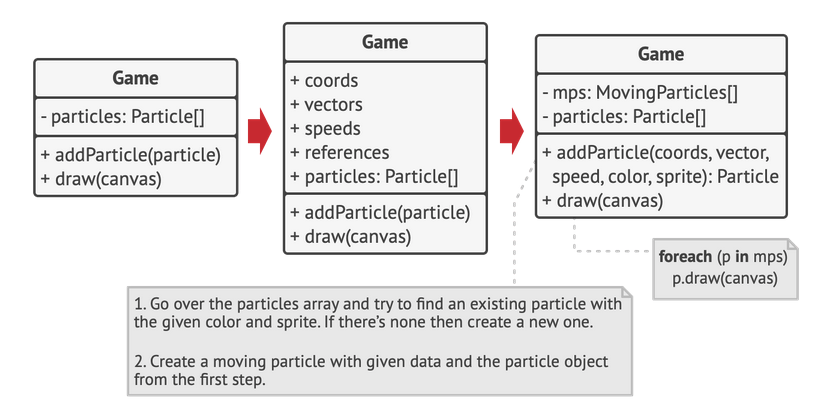 Game
- particles: Particle[]
+ addParticle(particle)
+ draw(canvas)
Game
+ coords
+ vectors
+ speeds
+ references
+ particles: Particle[]
+ addParticle(particle)
+ draw(canvas)
Game
- mps: MovingParticles[]
- particles: Particle[]
+ addParticle(coords, vector,
speed, color, sprite): Particle
+ draw(canvas)
foreach (p in mps)
p.draw(canvas)
1. Go over the particles array and try to find an existing particle with
the given color and sprite. If there's none then create a new one.
2. Create a moving particle with given data and the particle object
from the first step.